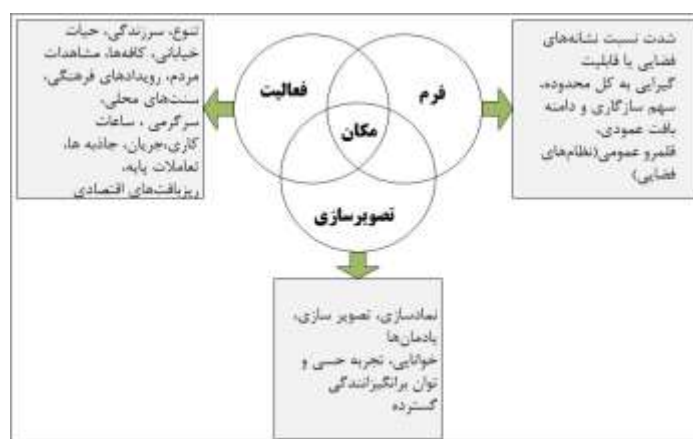 شدت نسبت نشانه‌های
فضایی با قابلیت
گیرایی به کل محدوده،
سهم سازگاری و دامنه
بافت عمودی،
قلمرو عمومی(نظام‌های
فضایی)
فرم
فعالیت
مکان
تصویرسازی
تنوع، سرزندگی، حیات
خیابانی، کافه‌ها، مشاهدات
مردم، رویدادهای فرهنگی،
سنت‌های محلی،
سرگرمی ، ساعات
کاری،جریان، جاذبه ها،
تعاملات پایه،
ریزبافت‌های اقتصادی
نمادسازی، تصویر سازی،
یادمان‌ها
خوانایی، تجربه حسی و
توان برانگیزانندگی
گسترده